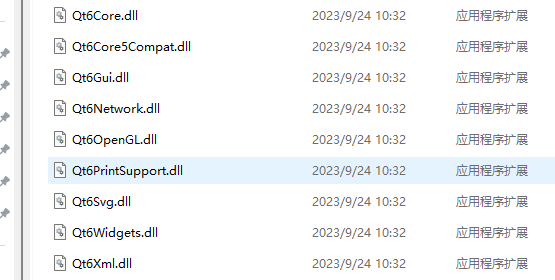 Qt6Core.dll 2023/9/24 10:32 应用程序扩展
Qt6Core5Compat.dll 2023/9/24 10:32 应用程序扩展
Qt6Gui.dll 2023/9/24 10:32 应用程序扩展
Qt6Network.dll 2023/9/24 10:32 应用程序扩展
Qt6OpenGL.dll 2023/9/24 10:32 应用程序扩展
Qt6PrintSupport.dll 2023/9/24 10:32 应用程序扩展
Qt6Svg.dll 2023/9/24 10:32 应用程序扩展
Qt6Widgets.dll 2023/9/24 10:32 应用程序扩展
Qt6Xml.dll 2023/9/24 10:32 应用程序扩展